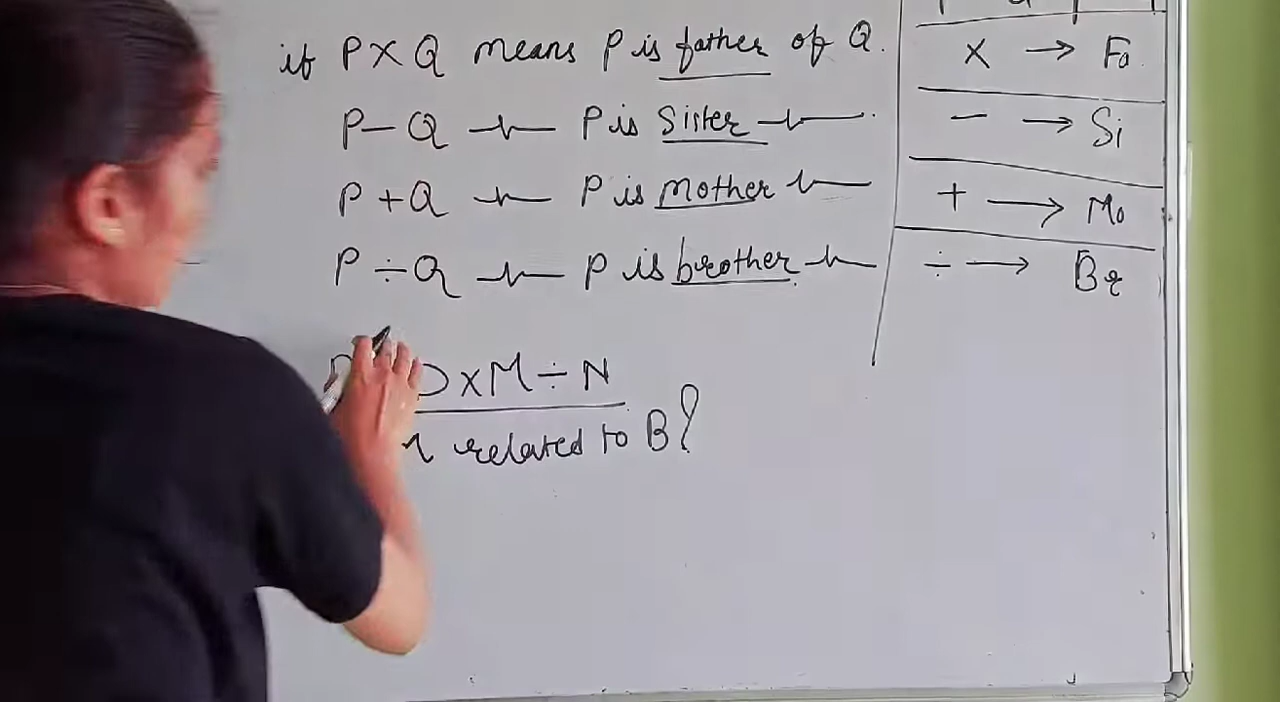 if P X Q means P is father of Q.
P - Q P is Sister
P + Q P is Mother
P ÷ Q P is brother
x M ÷ N
related to B?
X → Fa
- → Si
+ → Mo
÷ → Br